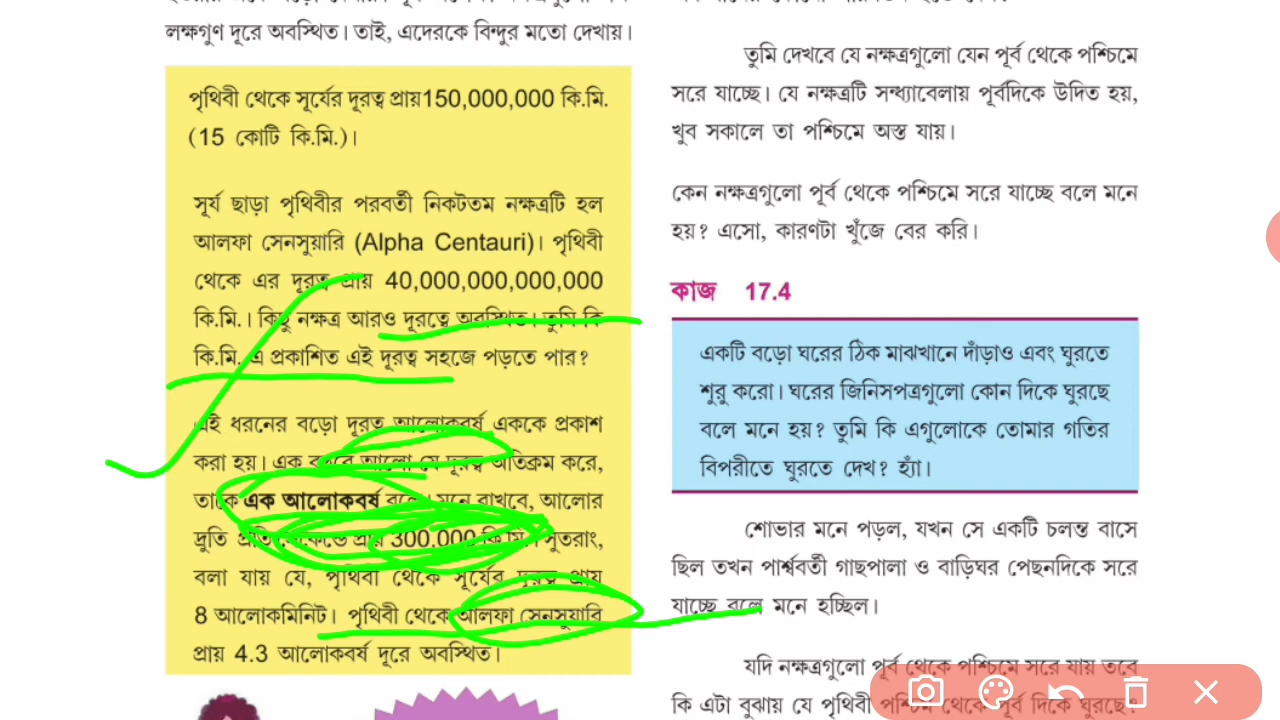 লক্ষগুণ দূরে অবস্থিত। তাই, এদেরকে বিন্দুর মতো দেখায়।
পৃথিবী থেকে সূর্যের দূরত্ব প্রায়150,000,000 কি.মি.
(15 কোটি কি.মি.)।
সূর্য ছাড়া পৃথিবীর পরবর্তী নিকটতম নক্ষত্রটি হল
আলফা সেনসুয়ারি (Alpha Centauri)। পৃথিবী
থেকে এর দূরত্ব প্রায় 40,000,000,000,000
কি.মি.। কিছু নক্ষত্র আরও দূরত্বে অবস্থিত। তুমি কি
কি.মি. এ প্রকাশিত এই দূরত্ব সহজে পড়তে পার?
এই ধরনের বড়ো দূরত্ব আলোকবর্ষ এককে প্রকাশ
করা হয়। এক বছরে আলো যে দূরত্ব অতিক্রম করে,
তাকে এক আলোকবর্ষ বলে। মনে রাখবে, আলোর
দ্রুতি প্রতি সেকেন্ডে প্রায় 300,000 কি.মি.। সুতরাং,
বলা যায় যে, পৃথিবী থেকে সূর্যের দূরত্ব প্রায়
8 আলোকমিনিট। পৃথিবী থেকে আলফা সেনসুয়ারি
প্রায় 4.3 আলোকবর্ষ দূরে অবস্থিত।
তুমি দেখবে যে নক্ষত্রগুলো যেন পূর্ব থেকে পশ্চিমে
সরে যাচ্ছে। যে নক্ষত্রটি সন্ধ্যাবেলায় পূর্বদিকে উদিত হয়,
খুব সকালে তা পশ্চিমে অস্ত যায়।
কেন নক্ষত্রগুলো পূর্ব থেকে পশ্চিমে সরে যাচ্ছে বলে মনে
হয়? এসো, কারণটা খুঁজে বের করি।
কাজ 17.4
একটি বড়ো ঘরের ঠিক মাঝখানে দাঁড়াও এবং ঘুরতে
শুরু করো। ঘরের জিনিসপত্রগুলো কোন দিকে ঘুরছে
বলে মনে হয়? তুমি কি এগুলোকে তোমার গতির
বিপরীতে ঘুরতে দেখ? হ্যাঁ।
শোভার মনে পড়ল, যখন সে একটি চলন্ত বাসে
ছিল তখন পার্শ্ববর্তী গাছপালা ও বাড়িঘর পেছনদিকে সরে
যাচ্ছে বলে মনে হচ্ছিল।
যদি নক্ষত্রগুলো পূর্ব থেকে পশ্চিমে সরে যায় তবে
কি এটা বুঝায় যে পৃথিবী পশ্চিম থেকে পূর্ব দিকে ঘুরছে?